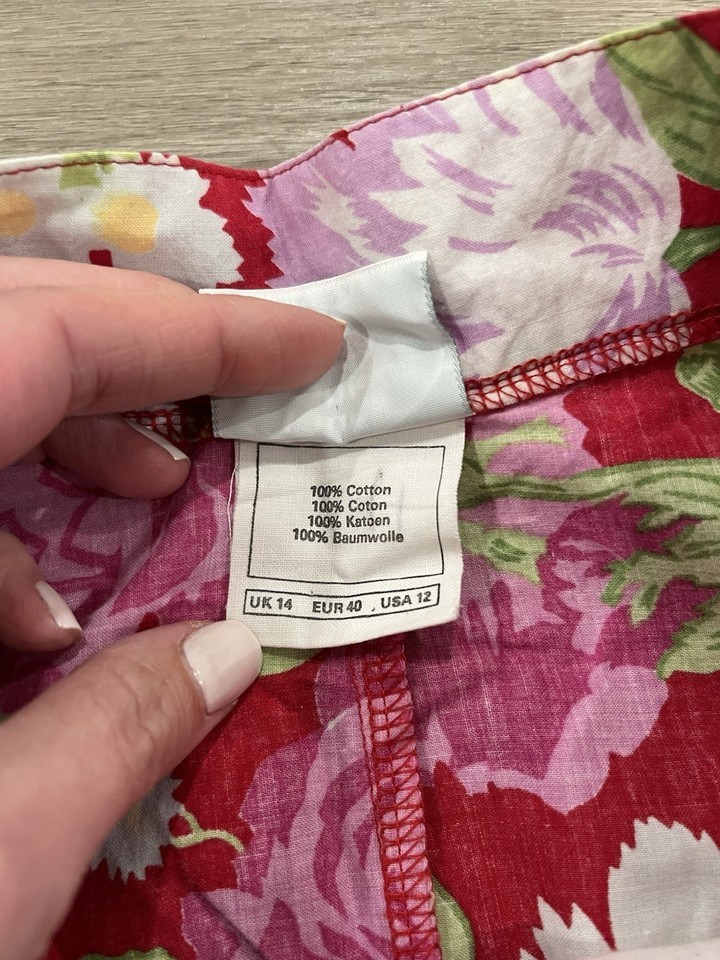 100% Cotton
100% Coton
100% Katoen
100% Baumwolle
UK 14 EUR 40 . USA 12